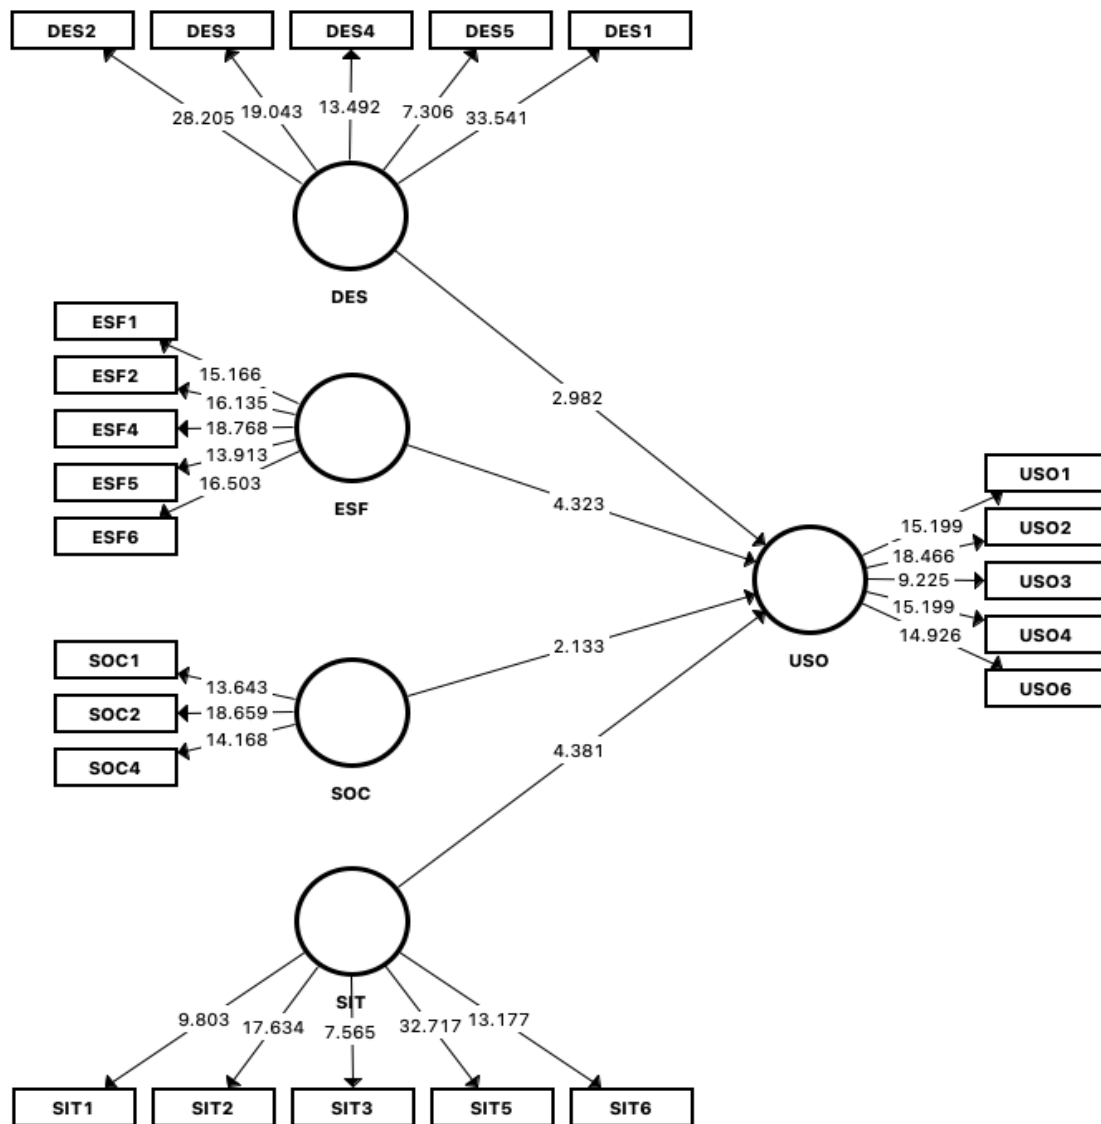 DES2 DES3 DES4 DES5 DES1
28.205 19.043 13.492 7.306 33.541
DES
ESF1
ESF2
ESF4
ESF5
ESF6
15.166
16.135
18.768
13.913
16.503
ESF
2.982
4.323
2.133
4.381
USO1
USO2
USO3
USO4
USO6
15.199
18.466
9.225
15.199
14.926
USO
SOC1
SOC2
SOC4
13.643
18.659
14.168
SOC
SIT
9.803 17.634 7.565 32.717 13.177
SIT1 SIT2 SIT3 SIT5 SIT6